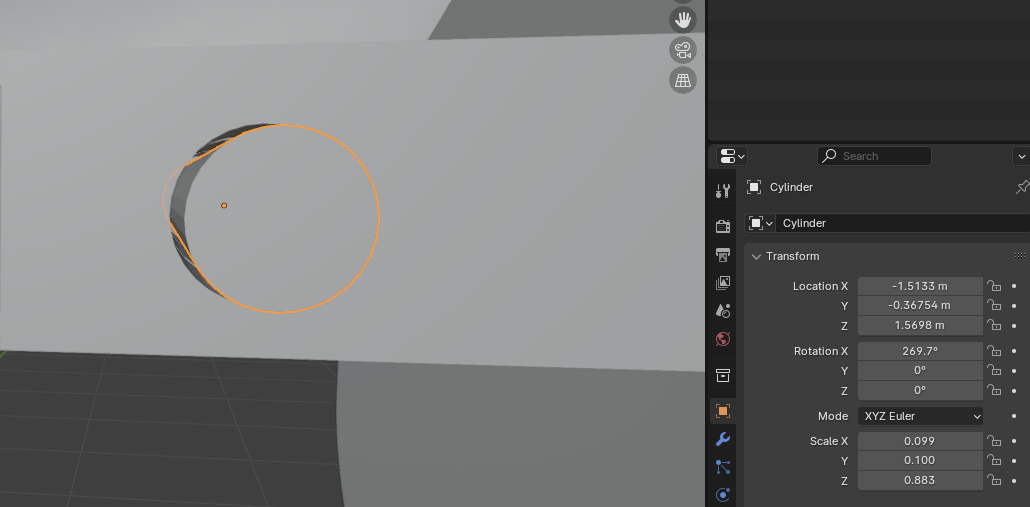 Search
Cylinder
Cylinder
Transform
Location X -1.5133 m
Y -0.36754 m
Z 1.5698 m
Rotation X 269.7°
Y 0°
Z 0°
Mode XYZ Euler
Scale X 0.099
Y 0.100
Z 0.883